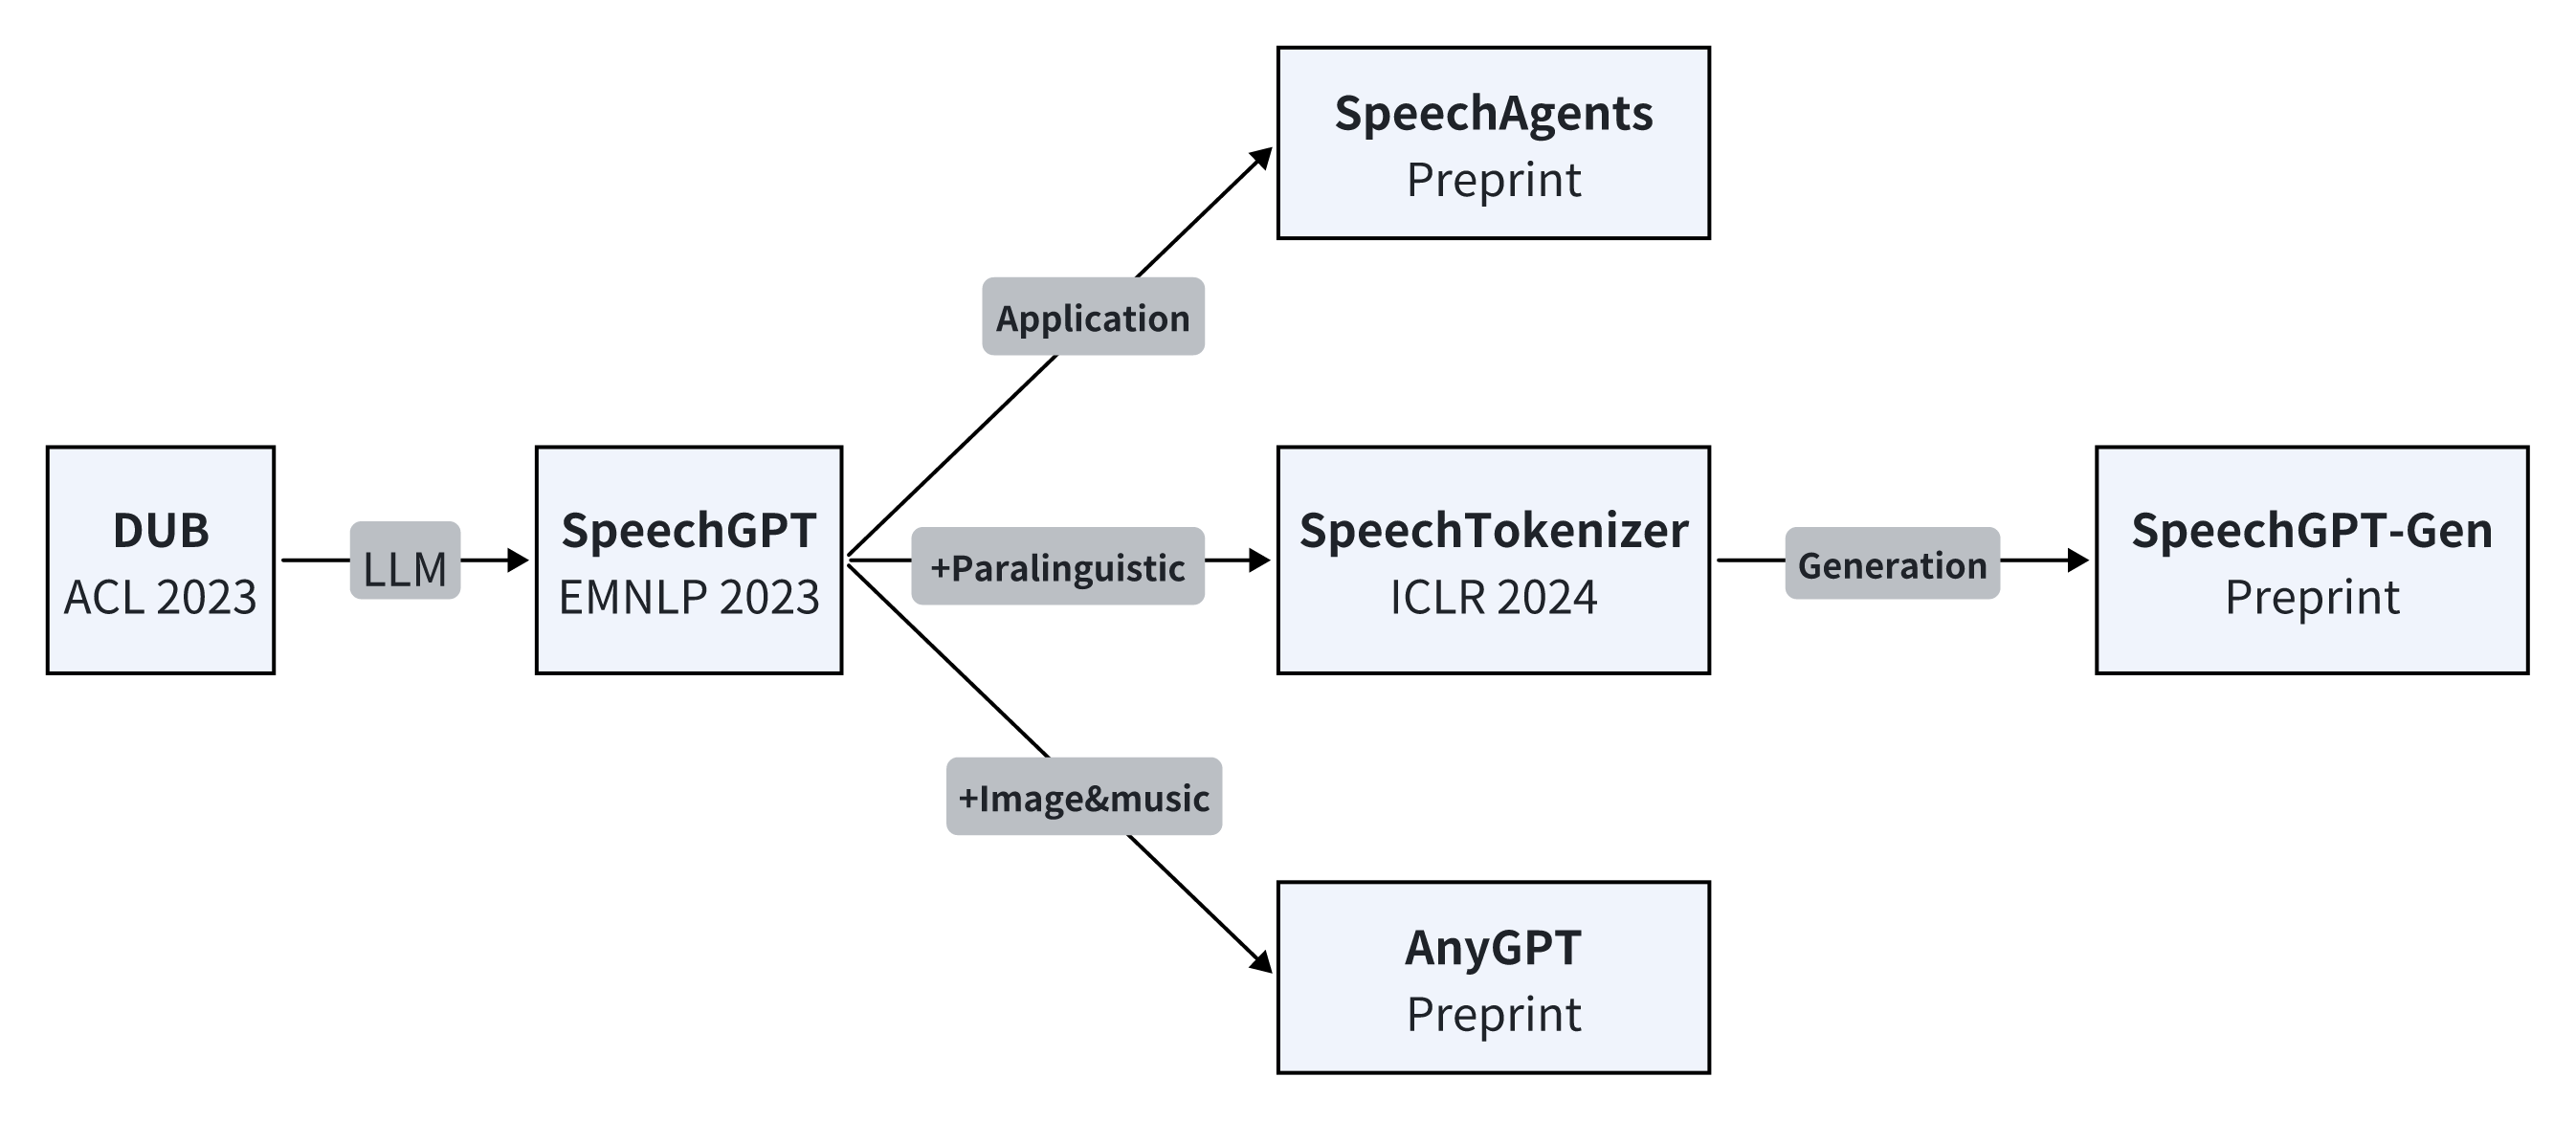 SpeechAgents
Preprint
Application
DUB
ACL 2023
LLM
SpeechGPT
EMNLP 2023
+Paralinguistic
SpeechTokenizer
ICLR 2024
Generation
SpeechGPT-Gen
Preprint
+Image&music
AnyGPT
Preprint